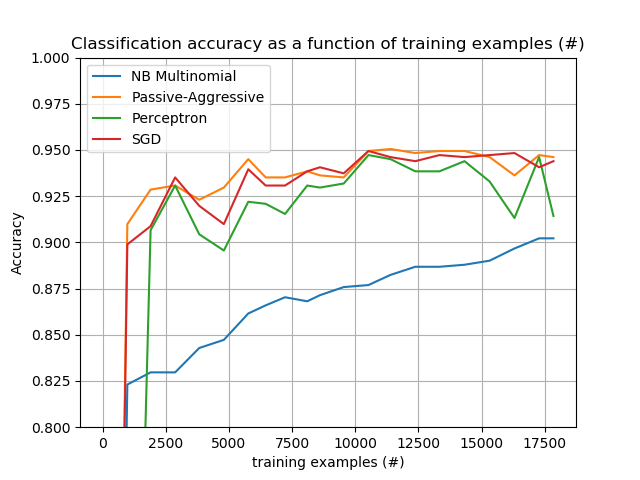 Classification accuracy as a function of training examples (#)
1.000
0.975
0.950
0.925
0.900
0.875
0.850
0.825
0.800
Accuracy
NB Multinomial
Passive-Aggressive
Perceptron
SGD
0
2500
5000
7500
10000
12500
15000
17500
training examples (#)